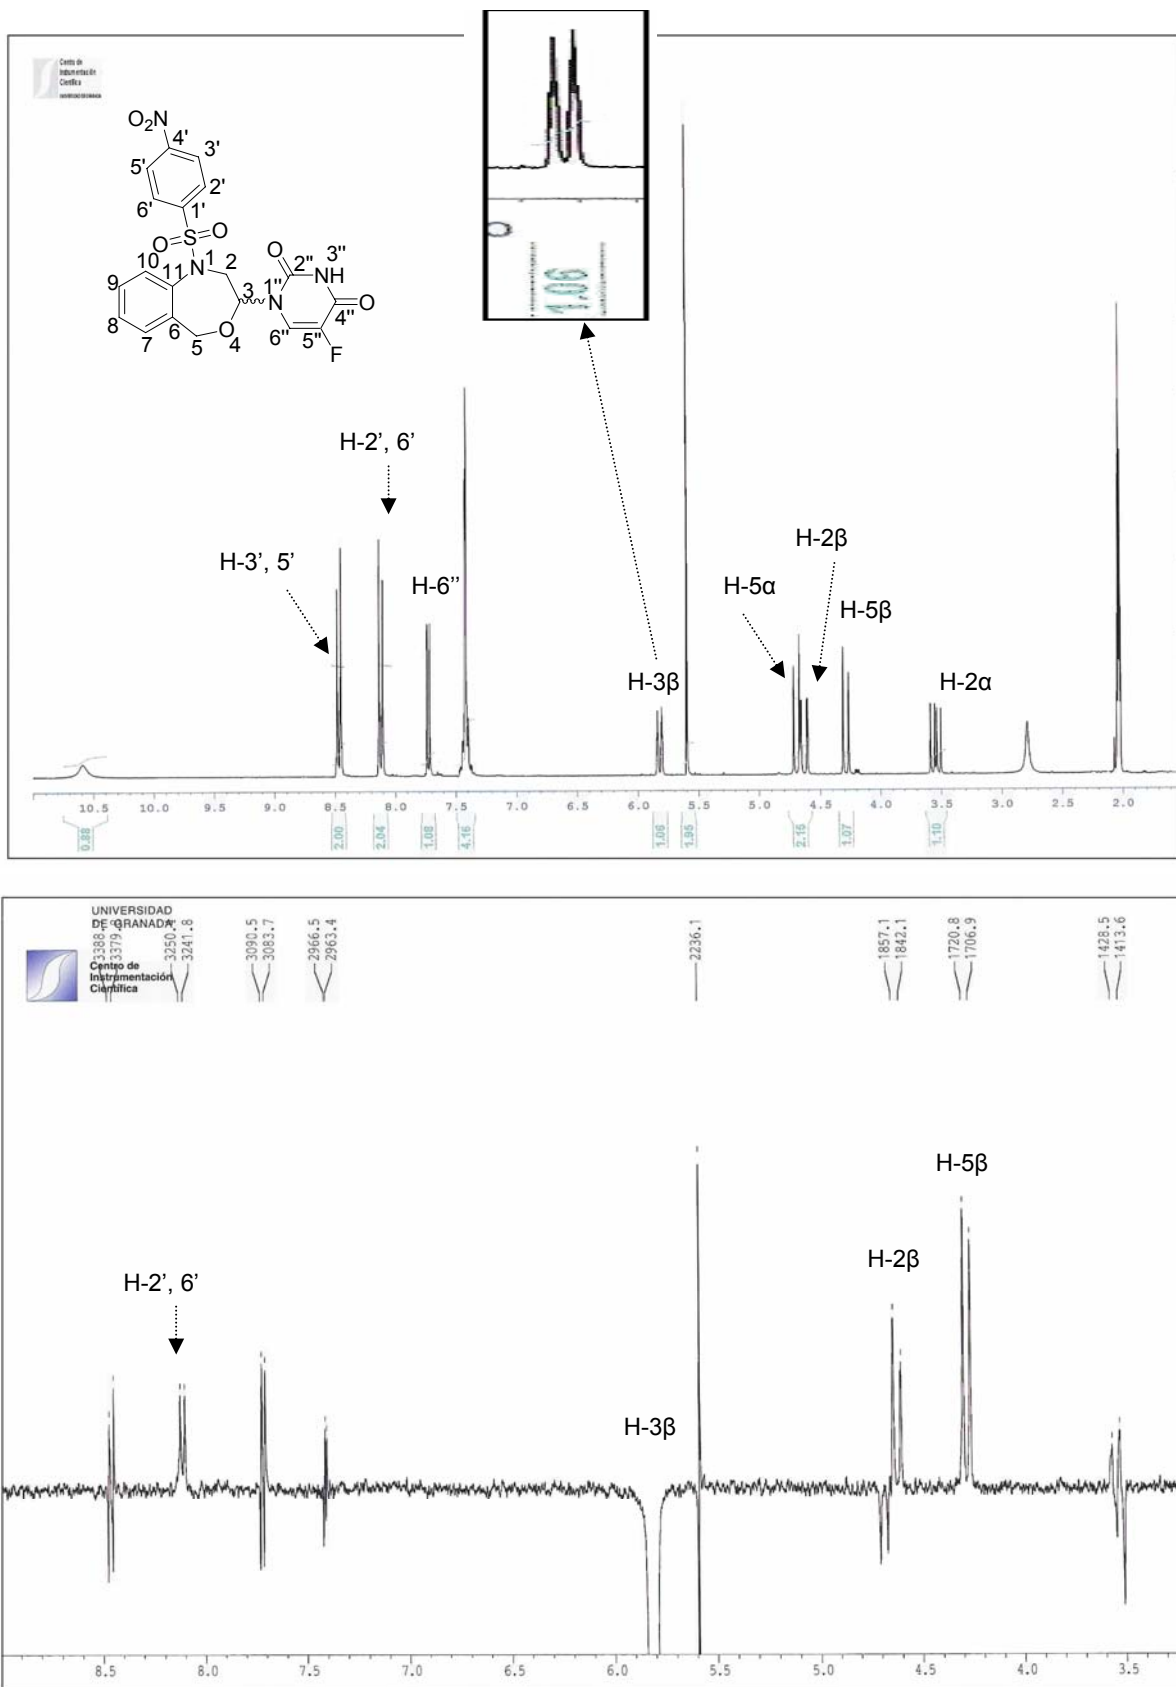 Centro de
Instrumentación
Científica
UNIVERSIDAD DE GRANADA
O2N
4'
3'
5'
2'
6'
1'
O
S
O
10
N
1
2
11
9
3
8
6
7
5
O
4
O
2''
3''
NH
1''
N
4''
O
6''
5''
F
1.06
H-2', 6'
H-3', 5'
H-6''
H-3β
H-5α
H-2β
H-5β
H-2α
10.5 10.0 9.5 9.0 8.5 8.0 7.5 7.0 6.5 6.0 5.5 5.0 4.5 4.0 3.5 3.0 2.5 2.0
0.88 2.00 2.04 1.08 4.16 1.06 1.95 2.16 1.07 1.10
UNIVERSIDAD
DE GRANADA
Centro de
Instrumentación
Científica
3241.8
3090.5
3083.7
2966.5
2963.4
2236.1
1857.1
1842.1
1720.8
1706.9
1428.5
1413.6
H-2', 6'
H-3β
H-2β
H-5β
8.5 8.0 7.5 7.0 6.5 6.0 5.5 5.0 4.5 4.0 3.5